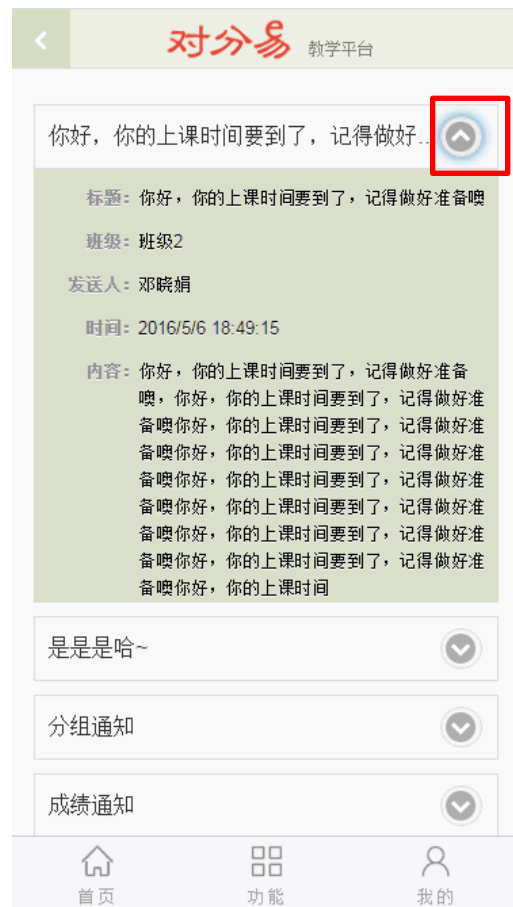 对分易 教学平台
你好，你的上课时间要到了，记得做好...
标题：你好，你的上课时间要到了，记得做好准备噢
班级：班级2
发送人：邓晓娟
时间：2016/5/6 18:49:15
内容：你好，你的上课时间要到了，记得做好准备
噢，你好，你的上课时间要到了，记得做好准
备噢你好，你的上课时间要到了，记得做好准
备噢你好，你的上课时间要到了，记得做好准
备噢你好，你的上课时间要到了，记得做好准
备噢你好，你的上课时间要到了，记得做好准
备噢你好，你的上课时间要到了，记得做好准
备噢你好，你的上课时间要到了，记得做好准
备噢你好，你的上课时间
是是是哈~
分组通知
成绩通知
首页 功能 我的